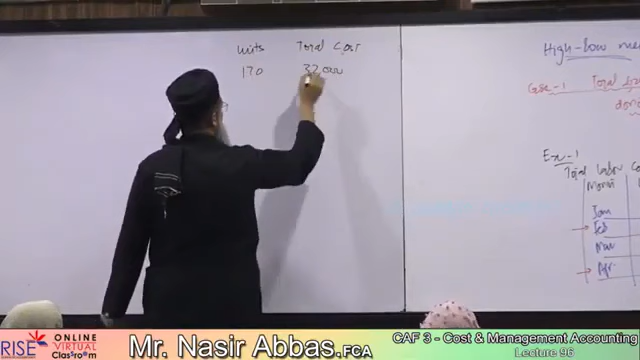 Units Total Cost
170 32,000
High-low me
Case-1 Total
Ex-1
Total labor Co
Month
Jan
Feb
Mar
Apr
RISE ONLINE VIRTUAL Classroom
Mr. Nasir Abbas.FCA
CAF 3 - Cost & Management Accounting
Lecture 96